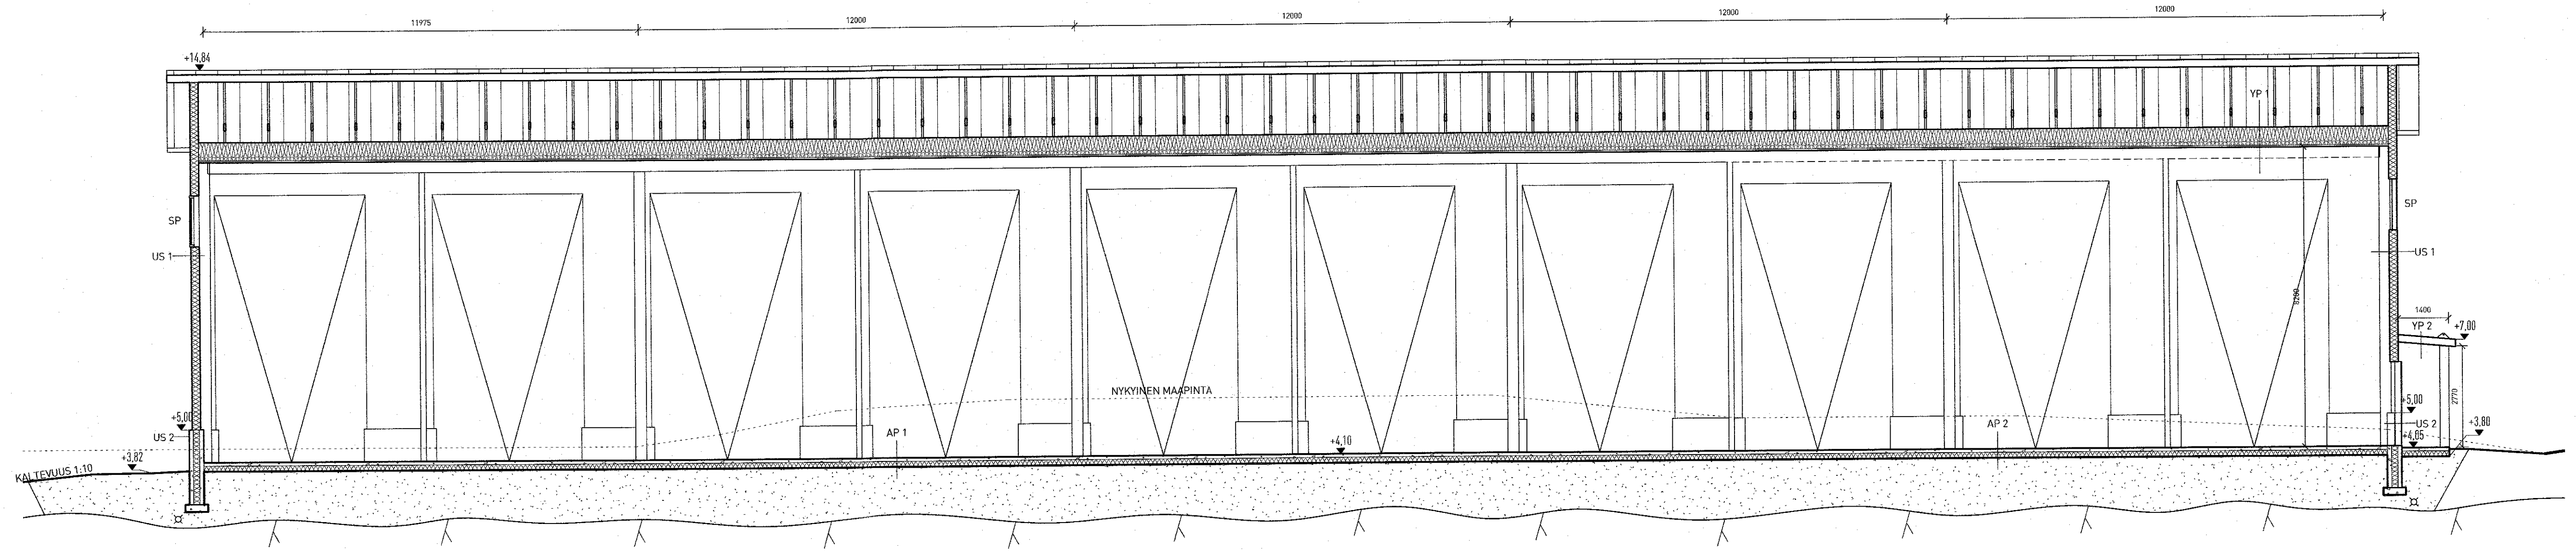 11975
12000
12000
12000
12000
+14,84
YP 1
SP
SP
US 1
US 1
8280
1400
YP 2
+7,00
NYKYINEN MAAPINTA
2770
+5,00
+5,00
US 2
US 2
AP 1
AP 2
+4,10
+4,05
+3,80
+3,82
KALTEVUUS 1:10